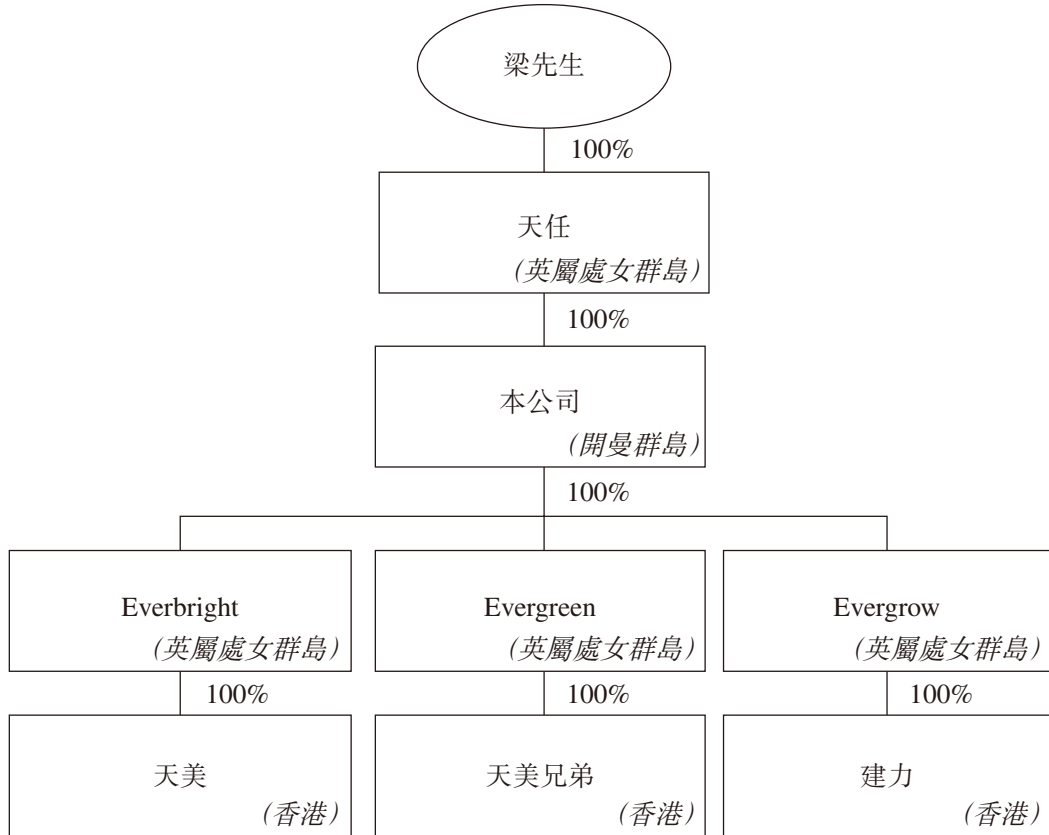 梁先生
100%
天任
(英屬處女群島)
100%
本公司
(開曼群島)
100%
Everbright
(英屬處女群島)
Evergreen
(英屬處女群島)
Evergrow
(英屬處女群島)
100%
100%
100%
天美
(香港)
天美兄弟
(香港)
建力
(香港)